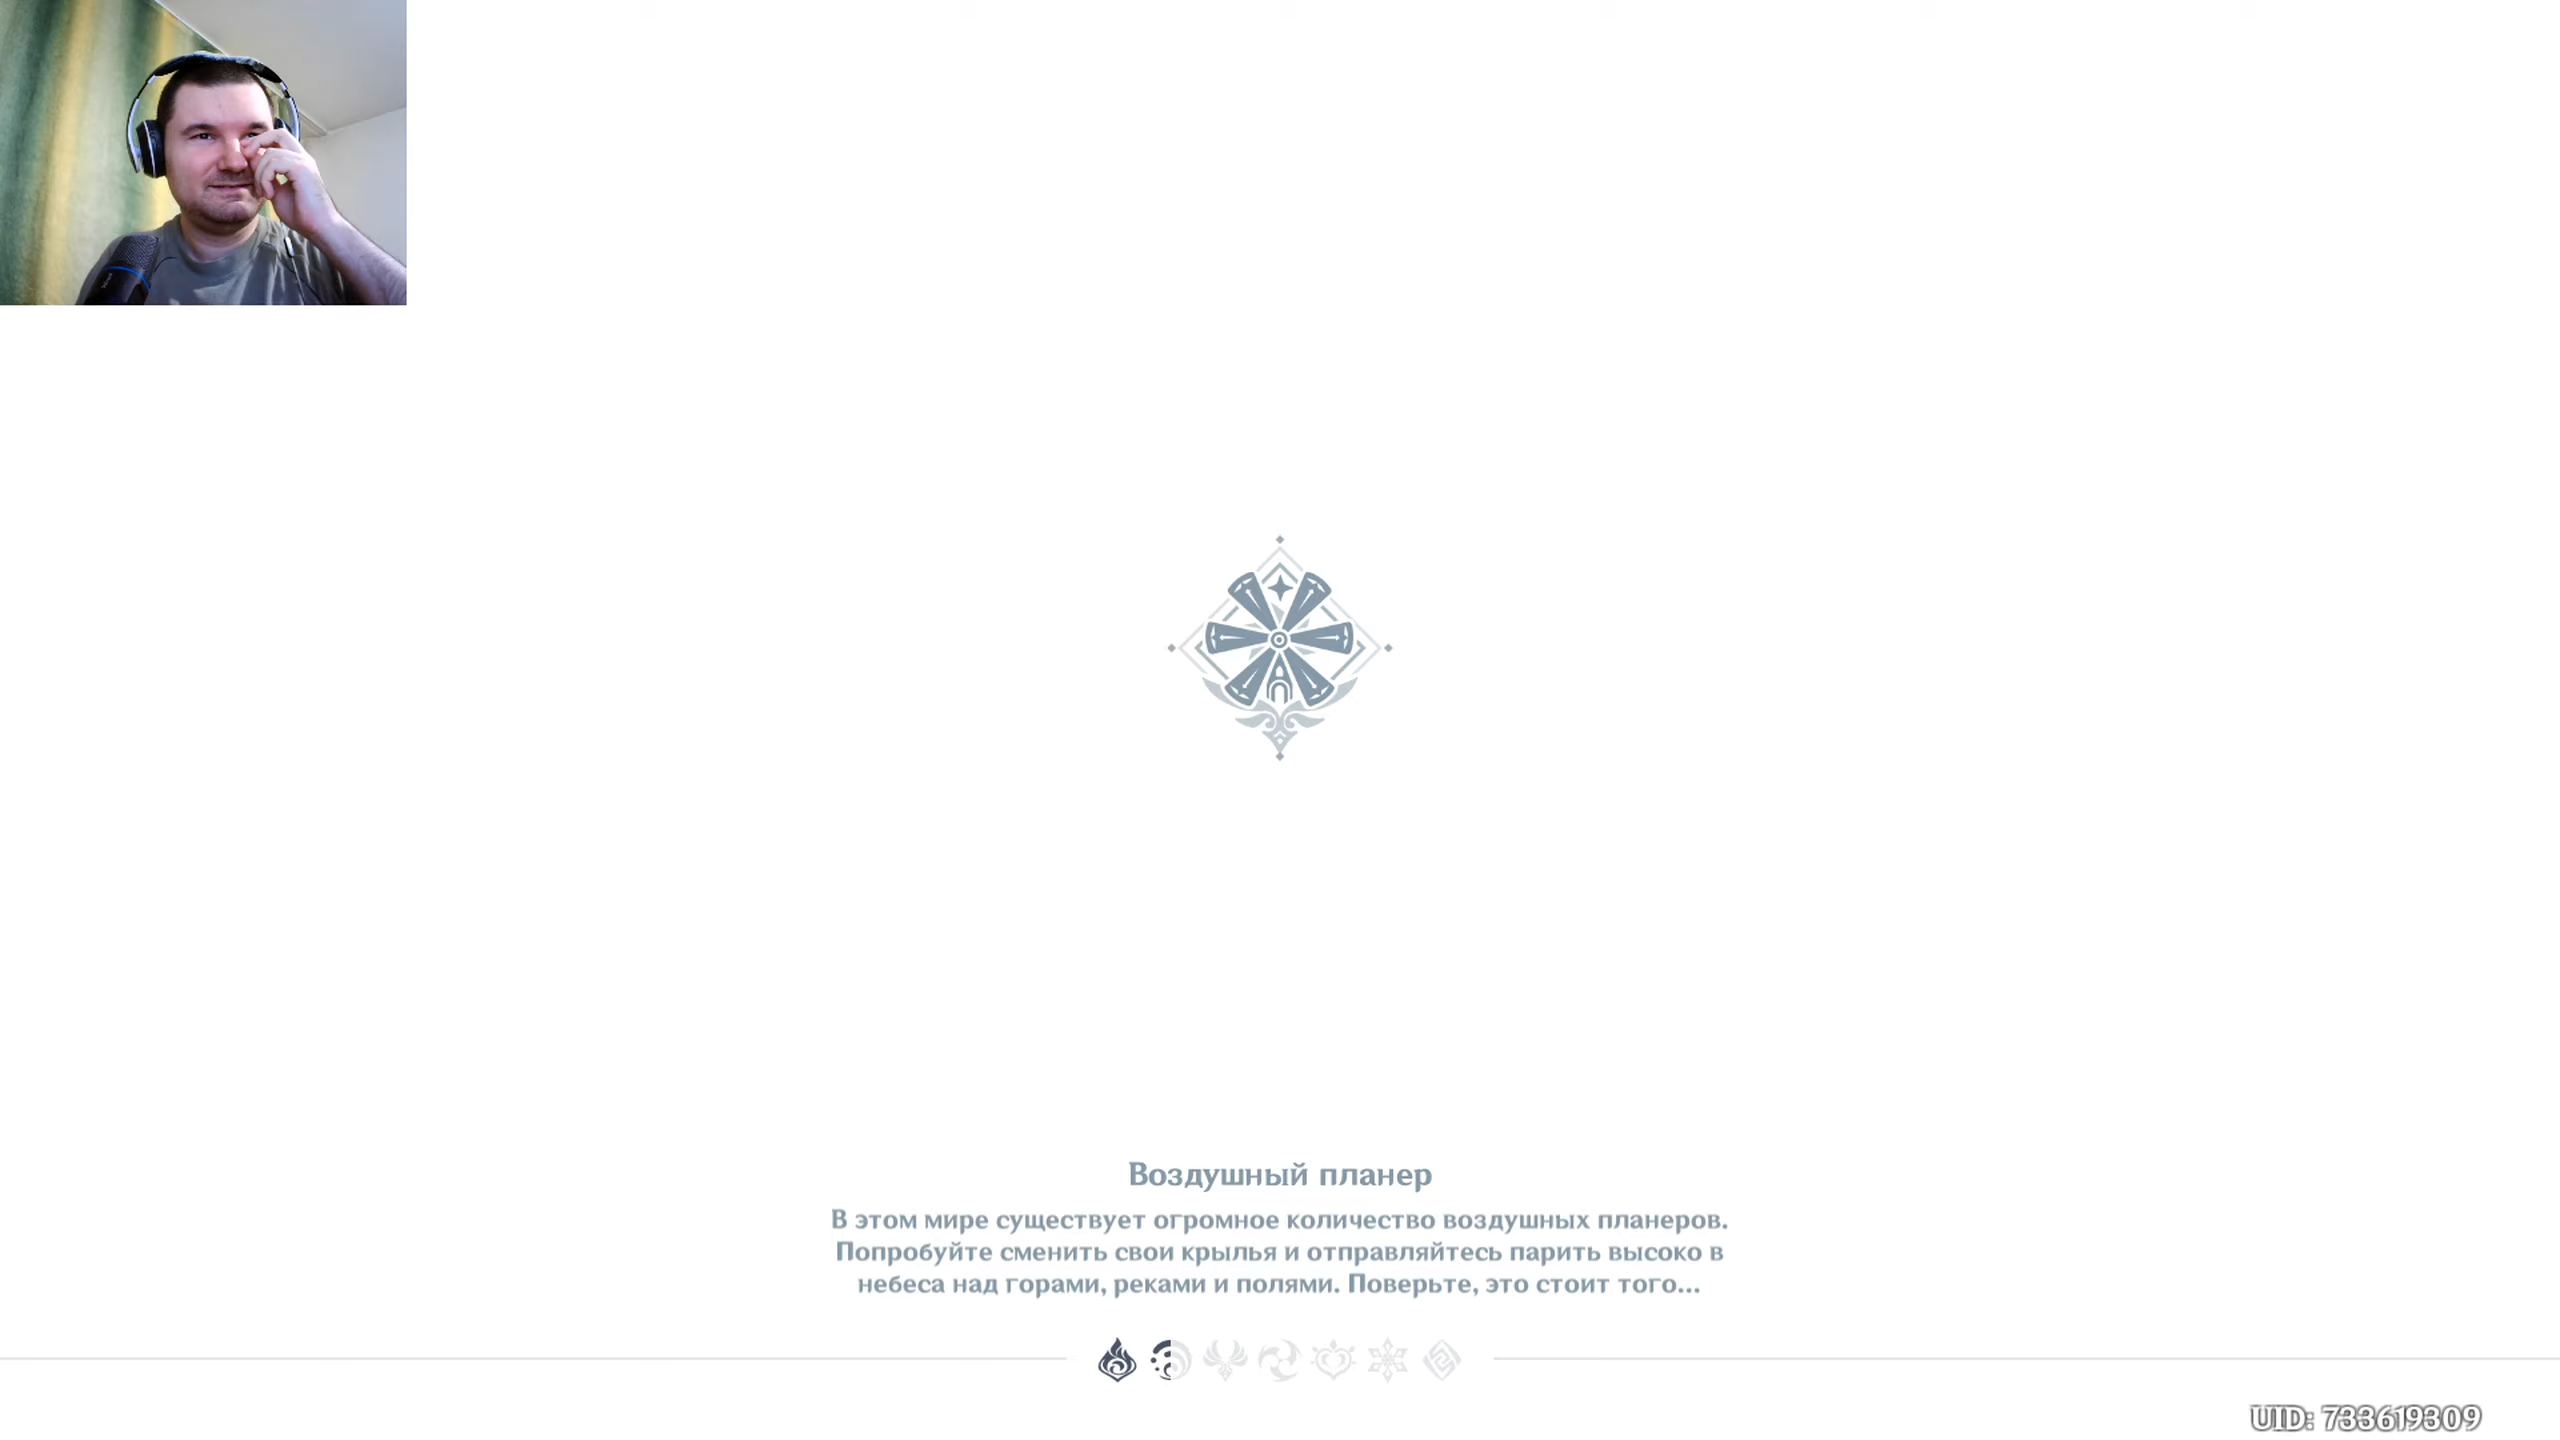 Воздушный планер
В этом мире существует огромное количество воздушных планеров.
Попробуйте сменить свои крылья и отправляйтесь парить высоко в
небеса над горами, реками и полями. Поверьте, это стоит того...
UID: 733619309